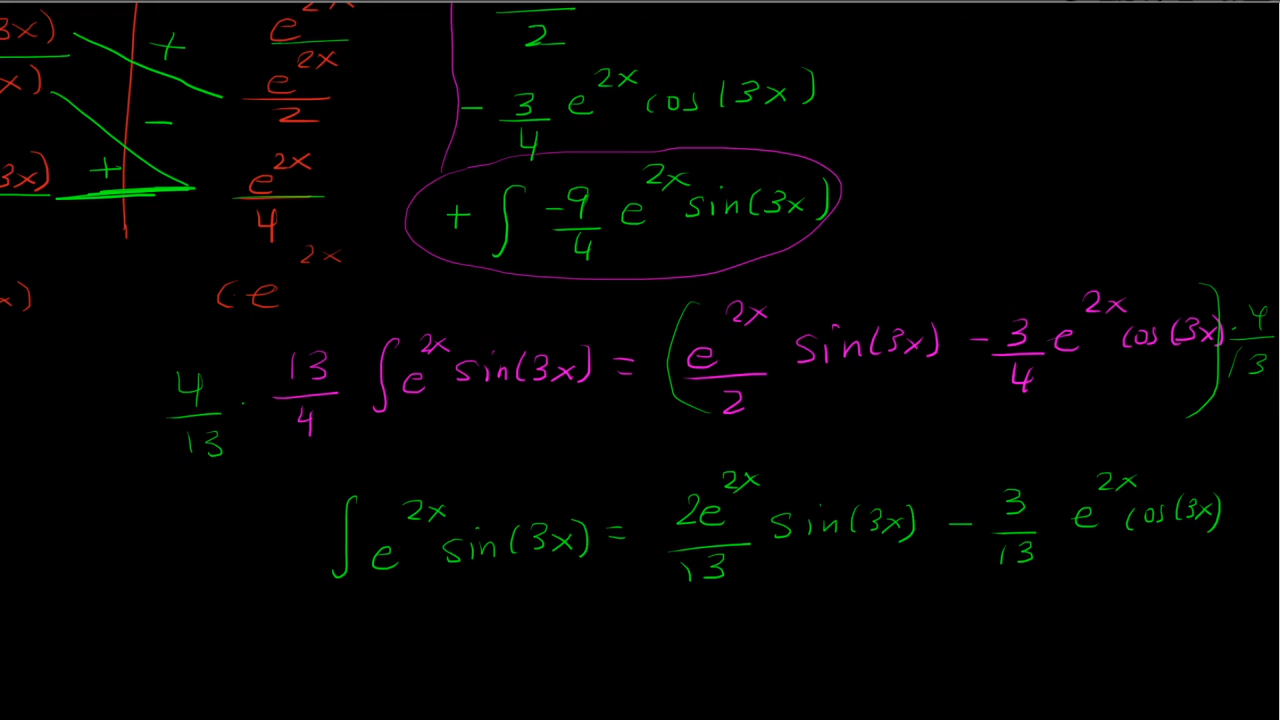 3x) + e^{2x}
x) − e^{2x}/2
3x) + e^{2x}/4
x) (e^{2x}
/2
− 3/4 e^{2x} cos(3x)
+ ∫ −9/4 e^{2x} sin(3x)
4/13 · 13/4 ∫ e^{2x} sin(3x) = (e^{2x}/2 sin(3x) − 3/4 e^{2x} cos(3x)) · 4/13
∫ e^{2x} sin(3x) = 2e^{2x}/13 sin(3x) − 3/13 e^{2x} cos(3x)